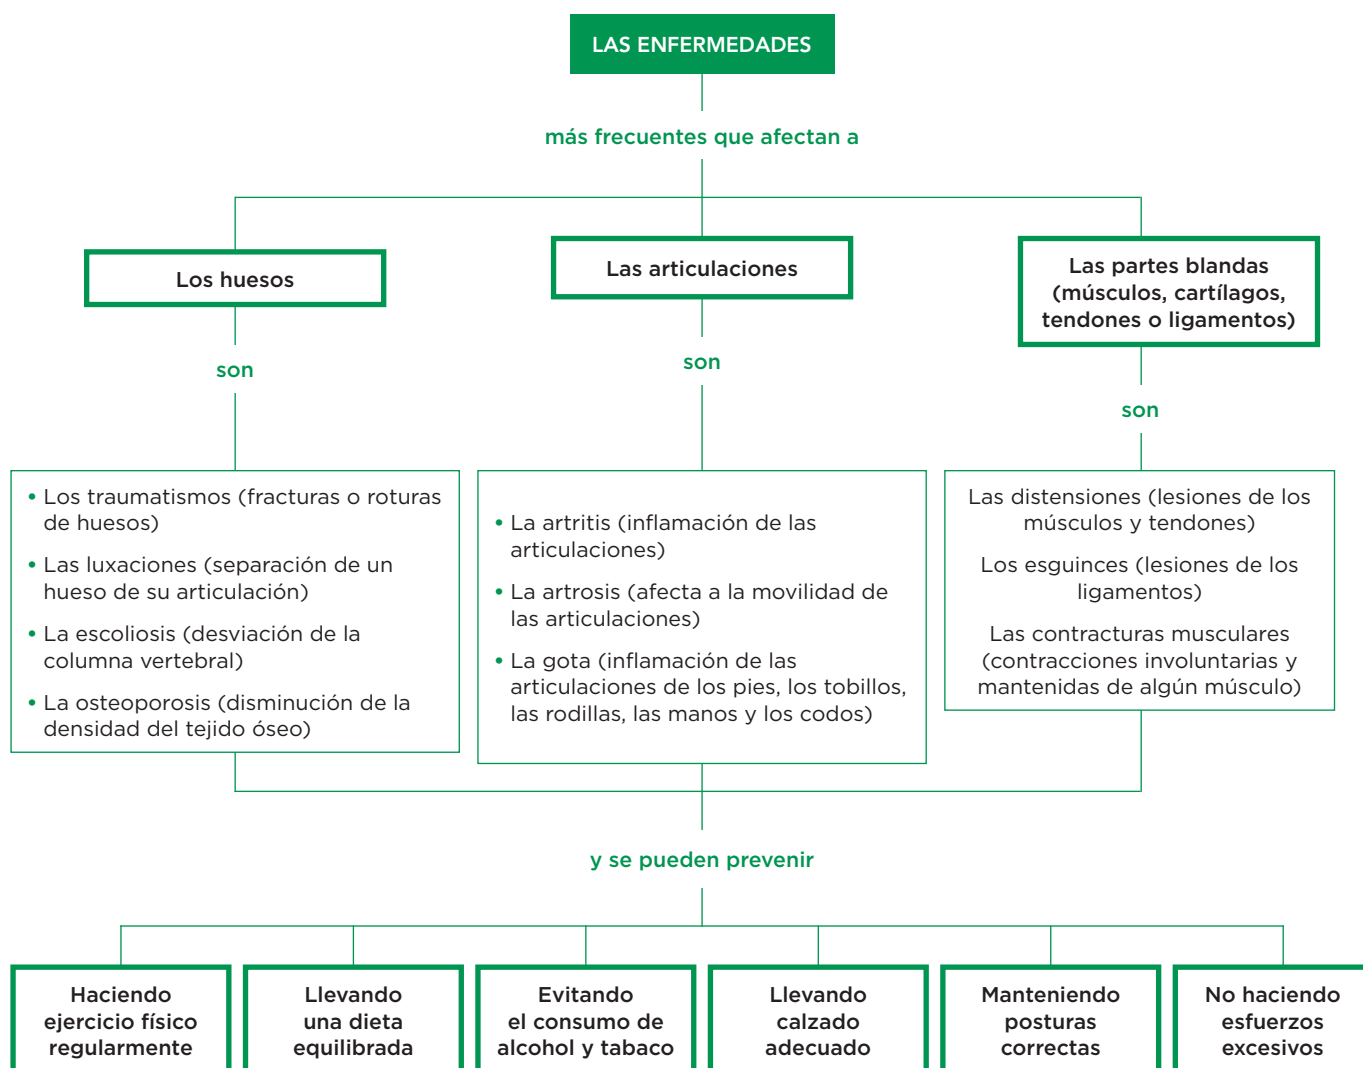 LAS ENFERMEDADES
más frecuentes que afectan a
Los huesos
son
• Los traumatismos (fracturas o roturas
de huesos)
• Las luxaciones (separación de un
hueso de su articulación)
• La escoliosis (desviación de la
columna vertebral)
• La osteoporosis (disminución de la
densidad del tejido óseo)
Las articulaciones
son
• La artritis (inflamación de las
articulaciones)
• La artrosis (afecta a la movilidad de
las articulaciones)
• La gota (inflamación de las
articulaciones de los pies, los tobillos,
las rodillas, las manos y los codos)
Las partes blandas
(músculos, cartílagos,
tendones o ligamentos)
son
Las distensiones (lesiones de los
músculos y tendones)
Los esguinces (lesiones de los
ligamentos)
Las contracturas musculares
(contracciones involuntarias y
mantenidas de algún músculo)
y se pueden prevenir
Haciendo
ejercicio físico
regularmente
Llevando
una dieta
equilibrada
Evitando
el consumo de
alcohol y tabaco
Llevando
calzado
adecuado
Manteniendo
posturas
correctas
No haciendo
esfuerzos
excesivos